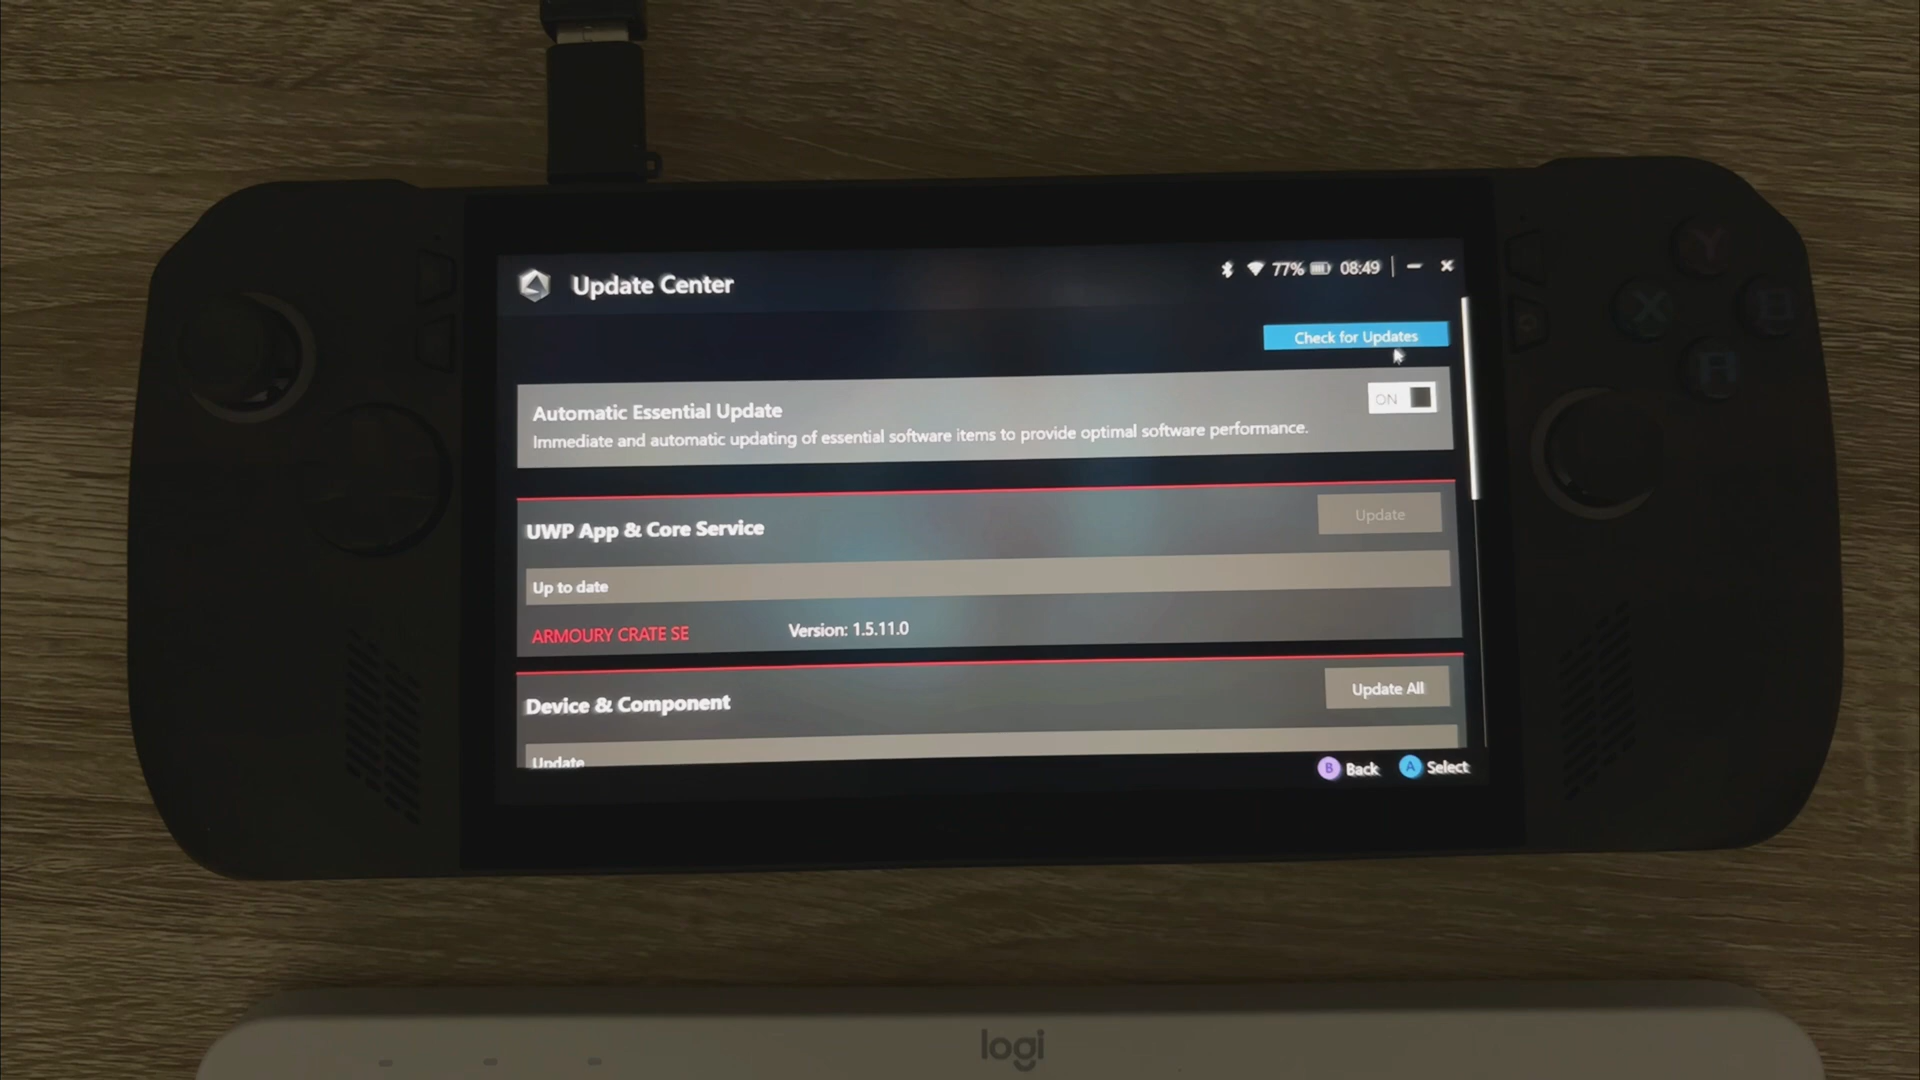 Update Center
77% 08:49
Check for Updates
Automatic Essential Update
ON
Immediate and automatic updating of essential software items to provide optimal software performance.
UWP App & Core Service
Update
Up to date
ARMOURY CRATE SE
Version: 1.5.11.0
Device & Component
Update All
Update
B Back A Select
Y
X
B
A
logi